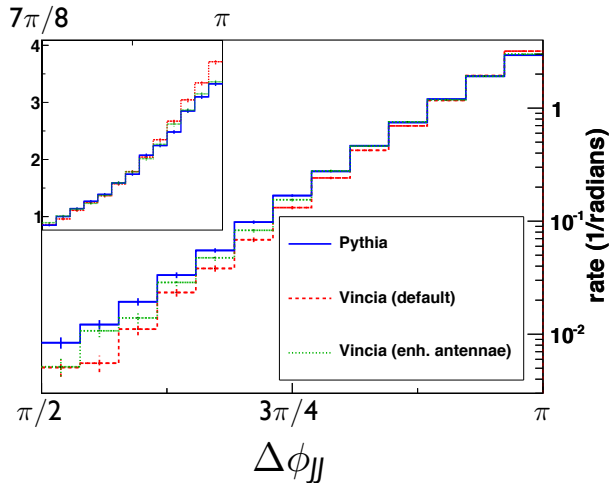 7π/8 π
4
3
2
1
1
10⁻¹
10⁻²
rate (1/radians)
Pythia
Vincia (default)
Vincia (enh. antennae)
π/2 3π/4 π
Δϕ_JJ